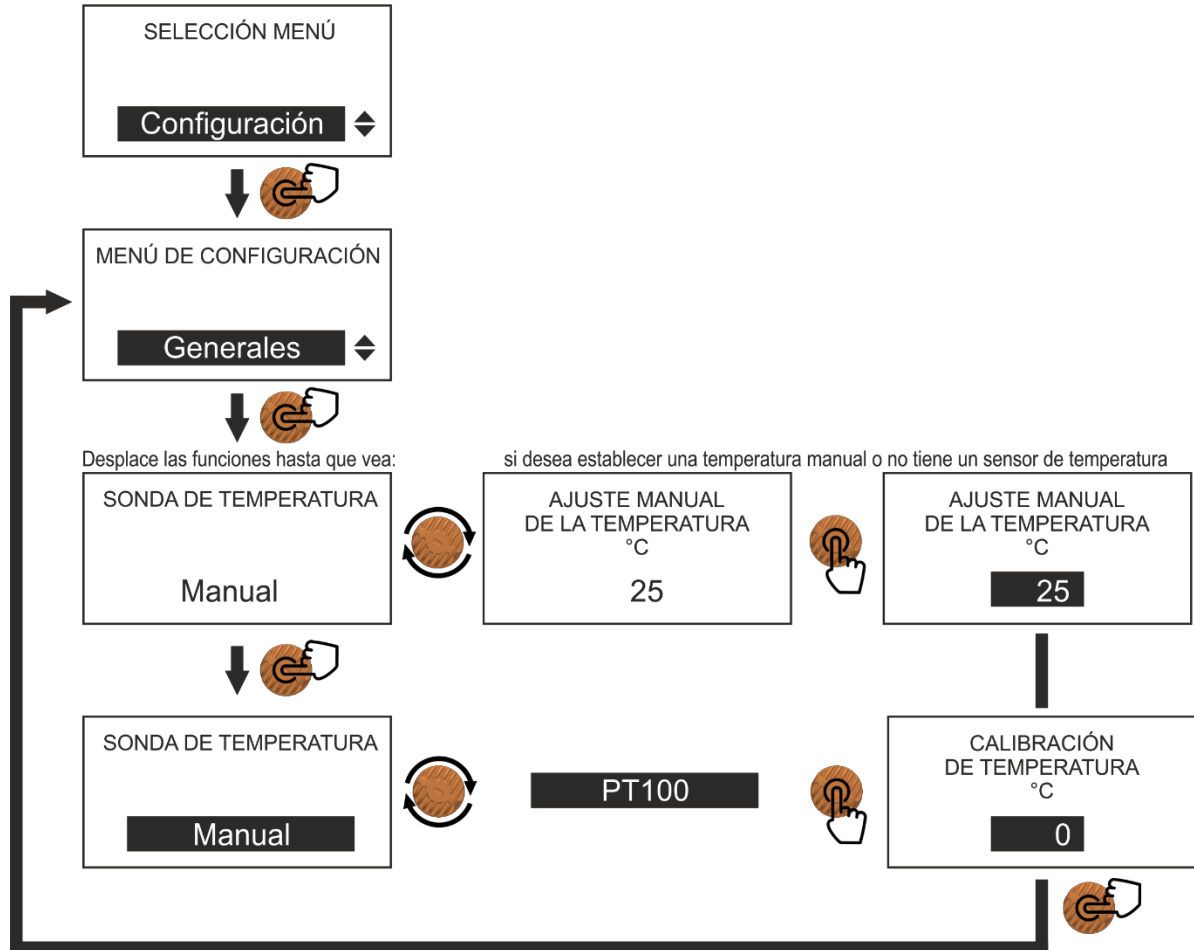 SELECCIÓN MENÚ
Configuración
MENÚ DE CONFIGURACIÓN
Generales
Desplace las funciones hasta que vea:
si desea establecer una temperatura manual o no tiene un sensor de temperatura
SONDA DE TEMPERATURA
Manual
AJUSTE MANUAL
DE LA TEMPERATURA
°C
25
AJUSTE MANUAL
DE LA TEMPERATURA
°C
25
SONDA DE TEMPERATURA
Manual
PT100
CALIBRACIÓN
DE TEMPERATURA
°C
0